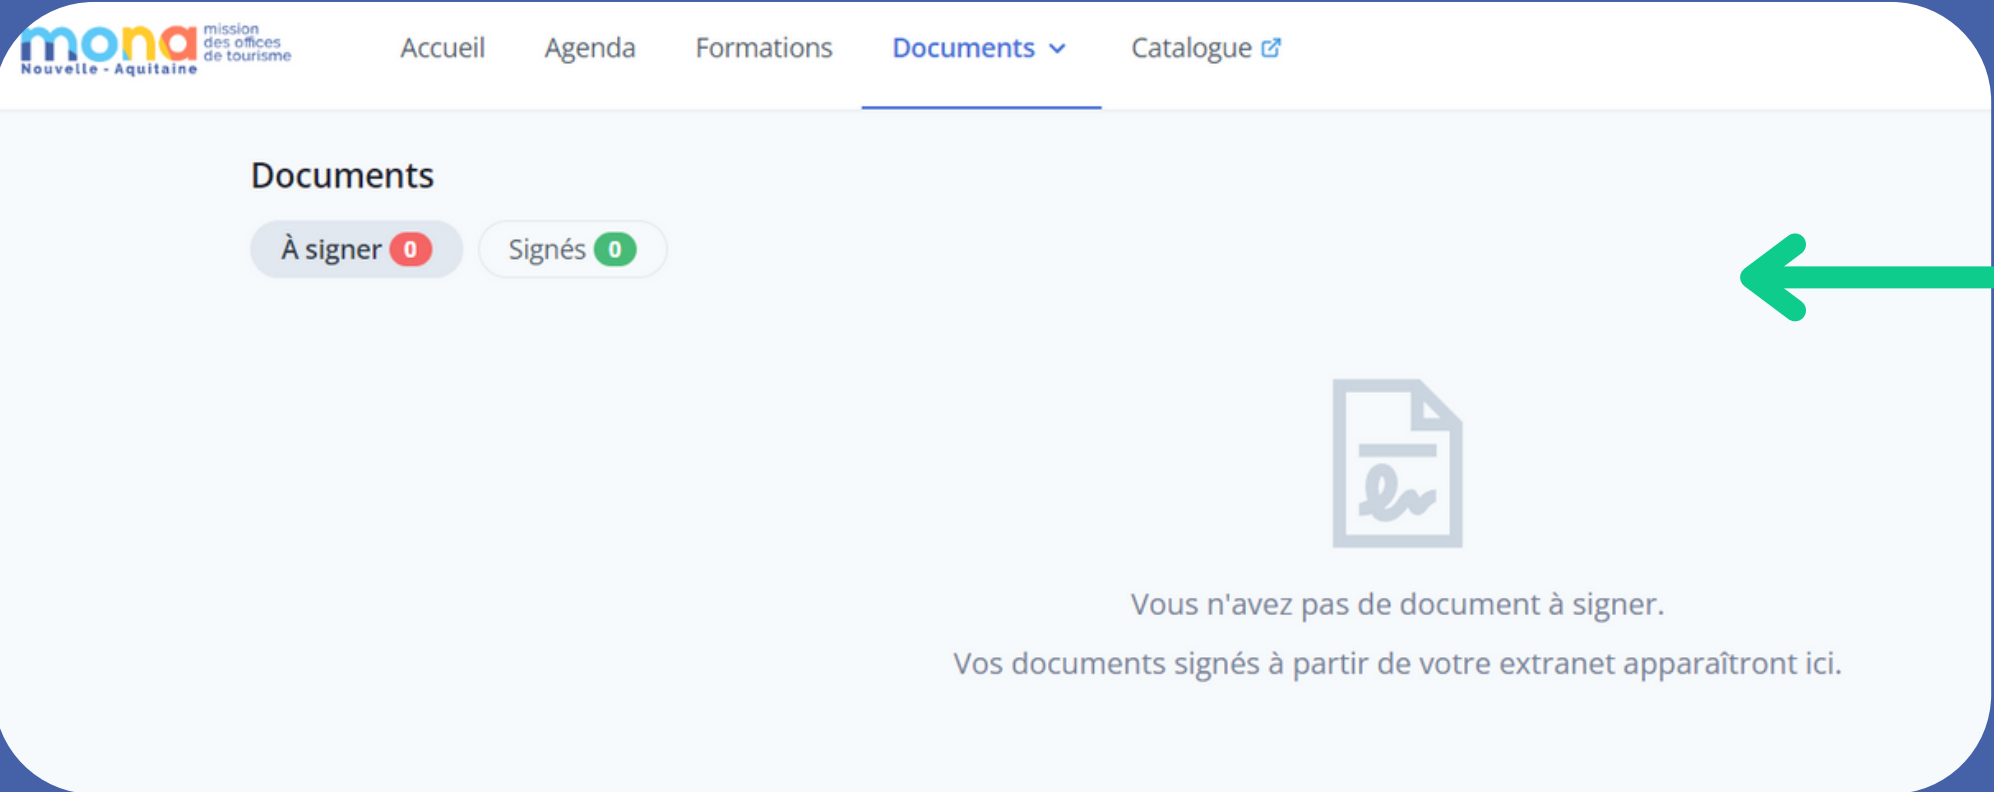 mona
mission
des offices
de tourisme
Nouvelle - Aquitaine
Accueil Agenda Formations Documents Catalogue
Documents
À signer 0 Signés 0
Vous n'avez pas de document à signer.
Vos documents signés à partir de votre extranet apparaîtront ici.